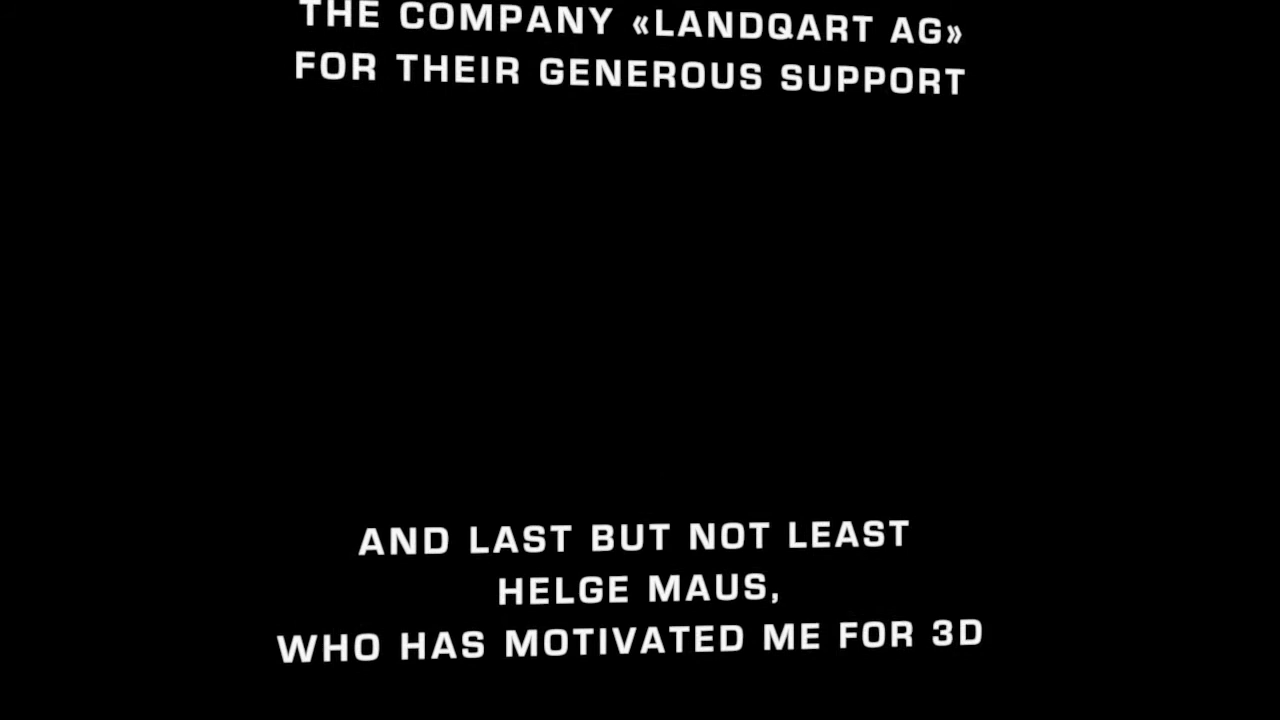 THE COMPANY «LANDQART AG»
FOR THEIR GENEROUS SUPPORT
AND LAST BUT NOT LEAST
HELGE MAUS,
WHO HAS MOTIVATED ME FOR 3D